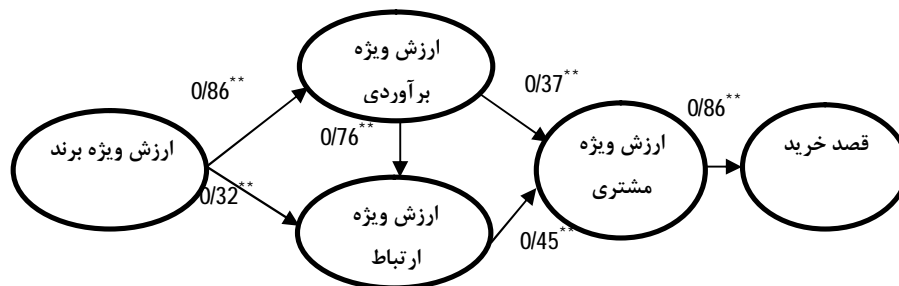 ارزش ویژه
برآوردی
0/86**
0/37**
0/86**
0/76**
ارزش ویژه برند
ارزش ویژه
مشتری
قصد خرید
0/32**
ارزش ویژه
ارتباط
0/45**